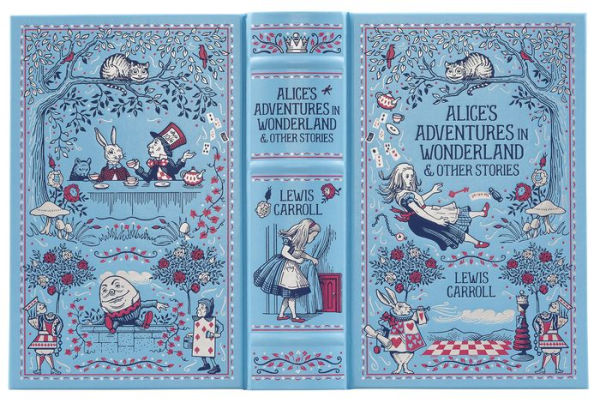 ALICE'S
ADVENTURES IN
WONDERLAND
& OTHER STORIES
LEWIS
CARROLL
ALICE'S
ADVENTURES IN
WONDERLAND
& OTHER STORIES
LEWIS
CARROLL